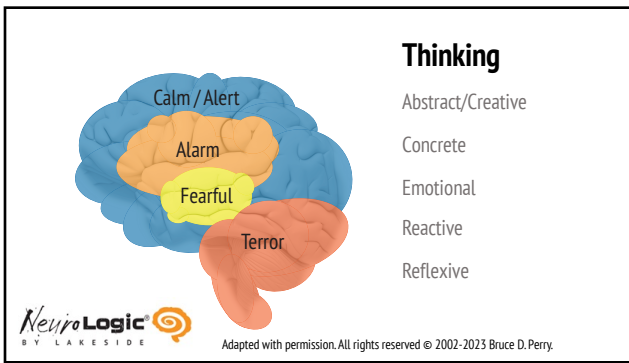 Thinking
Calm / Alert
Alarm
Fearful
Terror
Abstract/Creative
Concrete
Emotional
Reactive
Reflexive
NeuroLogic®
BY LAKESIDE
Adapted with permission. All rights reserved © 2002-2023 Bruce D. Perry.